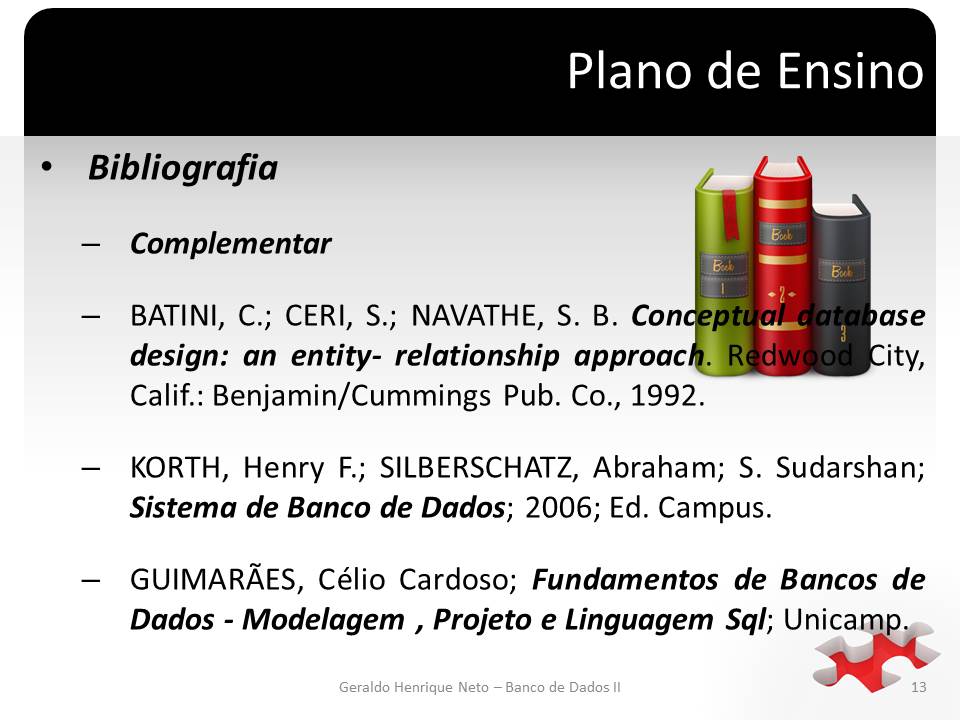 Plano de Ensino
• Bibliografia
– Complementar
– BATINI, C.; CERI, S.; NAVATHE, S. B. Conceptual database
design: an entity- relationship approach. Redwood City,
Calif.: Benjamin/Cummings Pub. Co., 1992.
– KORTH, Henry F.; SILBERSCHATZ, Abraham; S. Sudarshan;
Sistema de Banco de Dados; 2006; Ed. Campus.
– GUIMARÃES, Célio Cardoso; Fundamentos de Bancos de
Dados - Modelagem , Projeto e Linguagem Sql; Unicamp.
Book
1
Book
2
Book
3
Geraldo Henrique Neto – Banco de Dados II
13